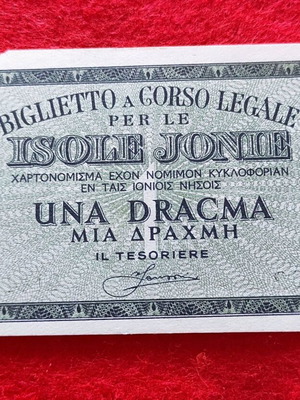 BIGLIETTO A CORSO LEGALE
PER LE
ISOLE JONIE
ΧΑΡΤΟΝΟΜΙΣΜΑ ΕΧΟΝ ΝΟΜΙΜΟΝ ΚΥΚΛΟΦΟΡΙΑΝ
ΕΝ ΤΑΙΣ ΙΟΝΙΟΙΣ ΝΗΣΟΙΣ
UNA DRACMA
ΜΙΑ ΔΡΑΧΜΗ
IL TESORIERE